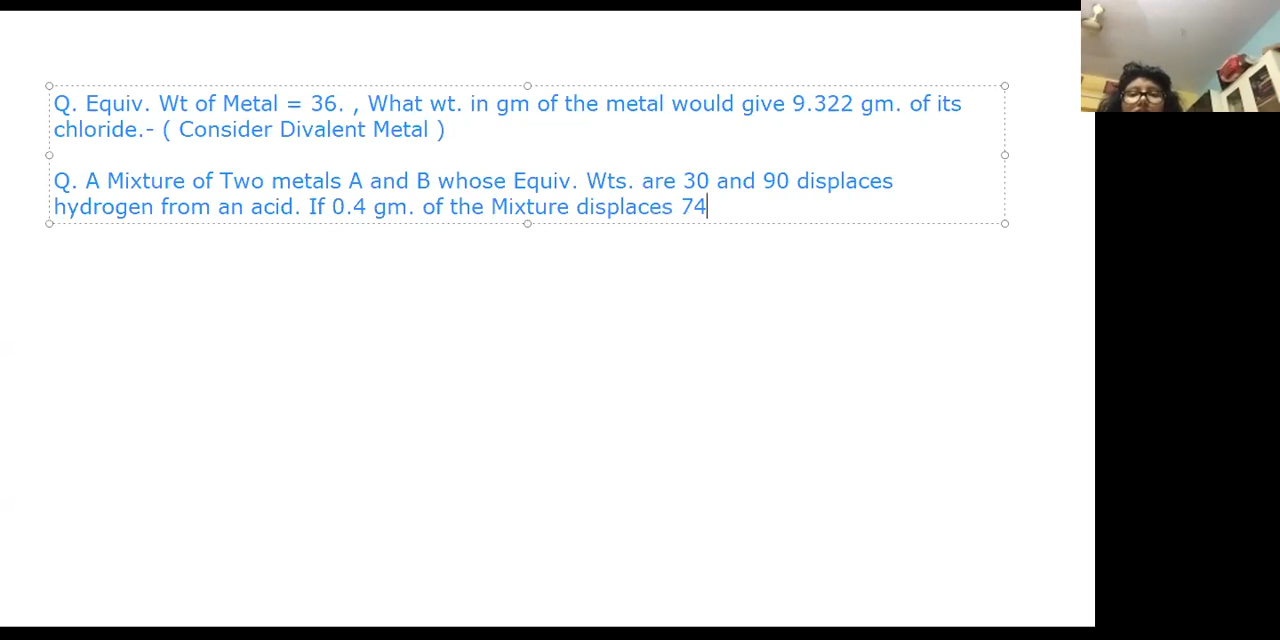 Q. Equiv. Wt of Metal = 36. , What wt. in gm of the metal would give 9.322 gm. of its
chloride.- ( Consider Divalent Metal )
Q. A Mixture of Two metals A and B whose Equiv. Wts. are 30 and 90 displaces
hydrogen from an acid. If 0.4 gm. of the Mixture displaces 74